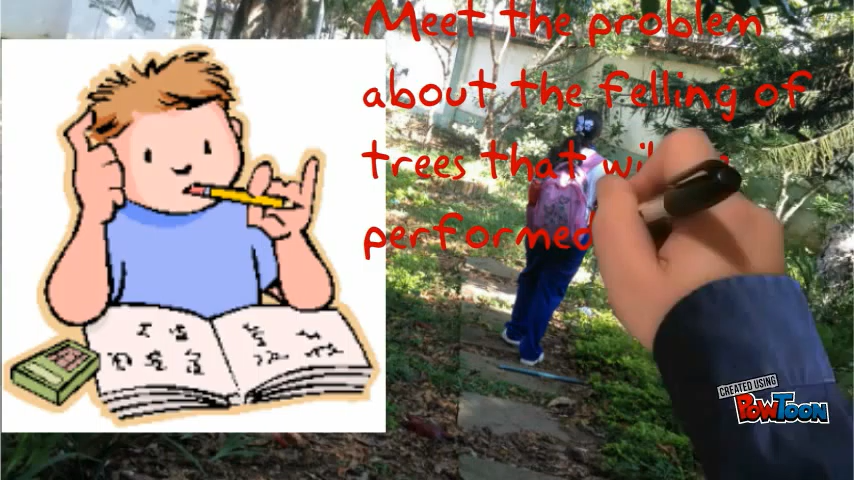 Meet the problem
about the felling of
trees that
performed
CREATED USING
POWTOON